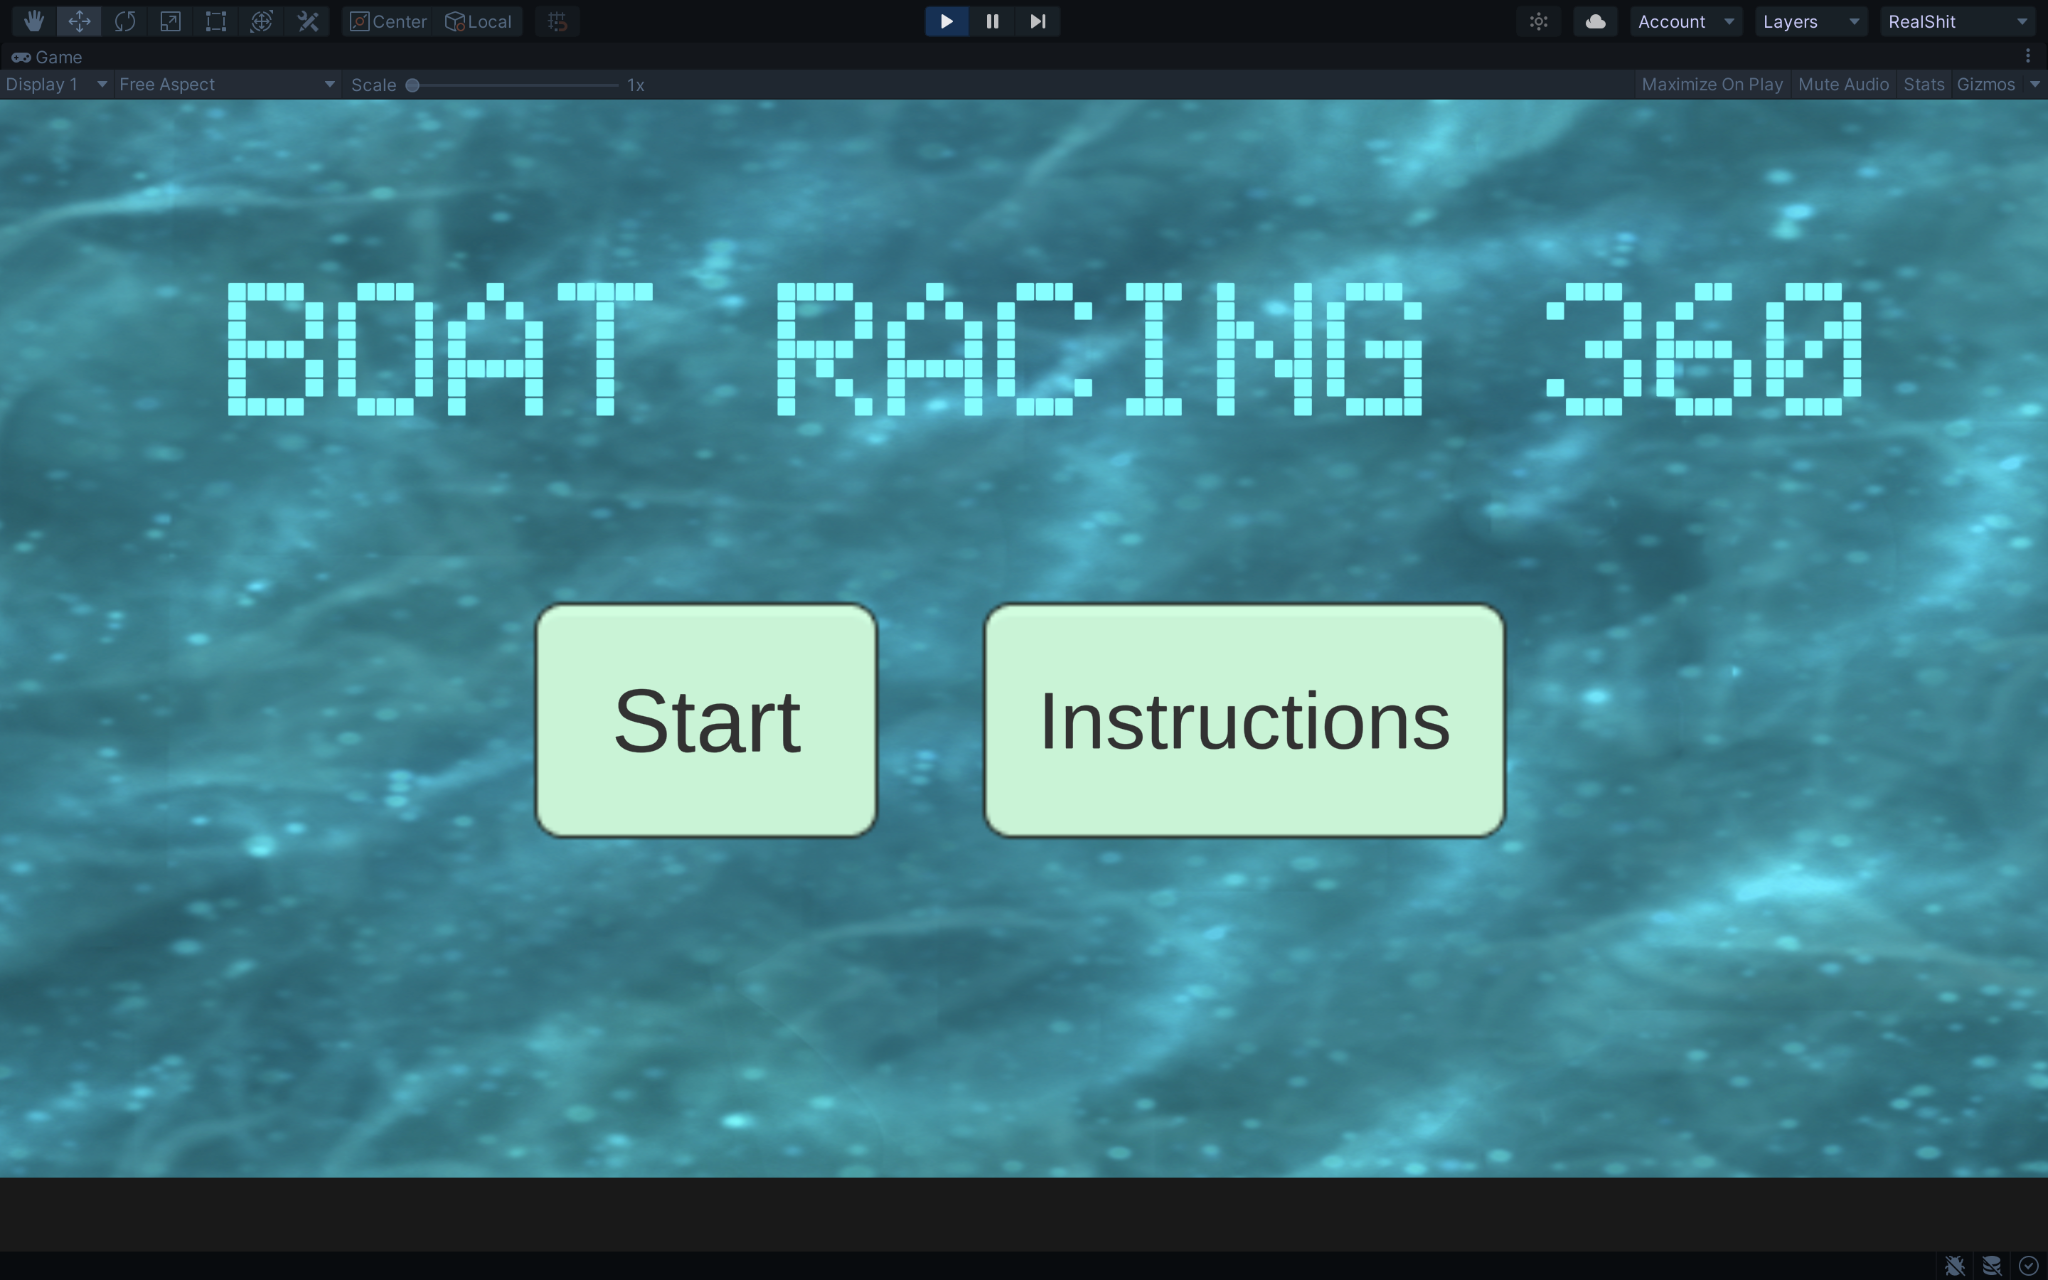 Center Local Account Layers RealShit
Game
Display 1 Free Aspect Scale 1x Maximize On Play Mute Audio Stats Gizmos
BOAT RACING 360
Start Instructions